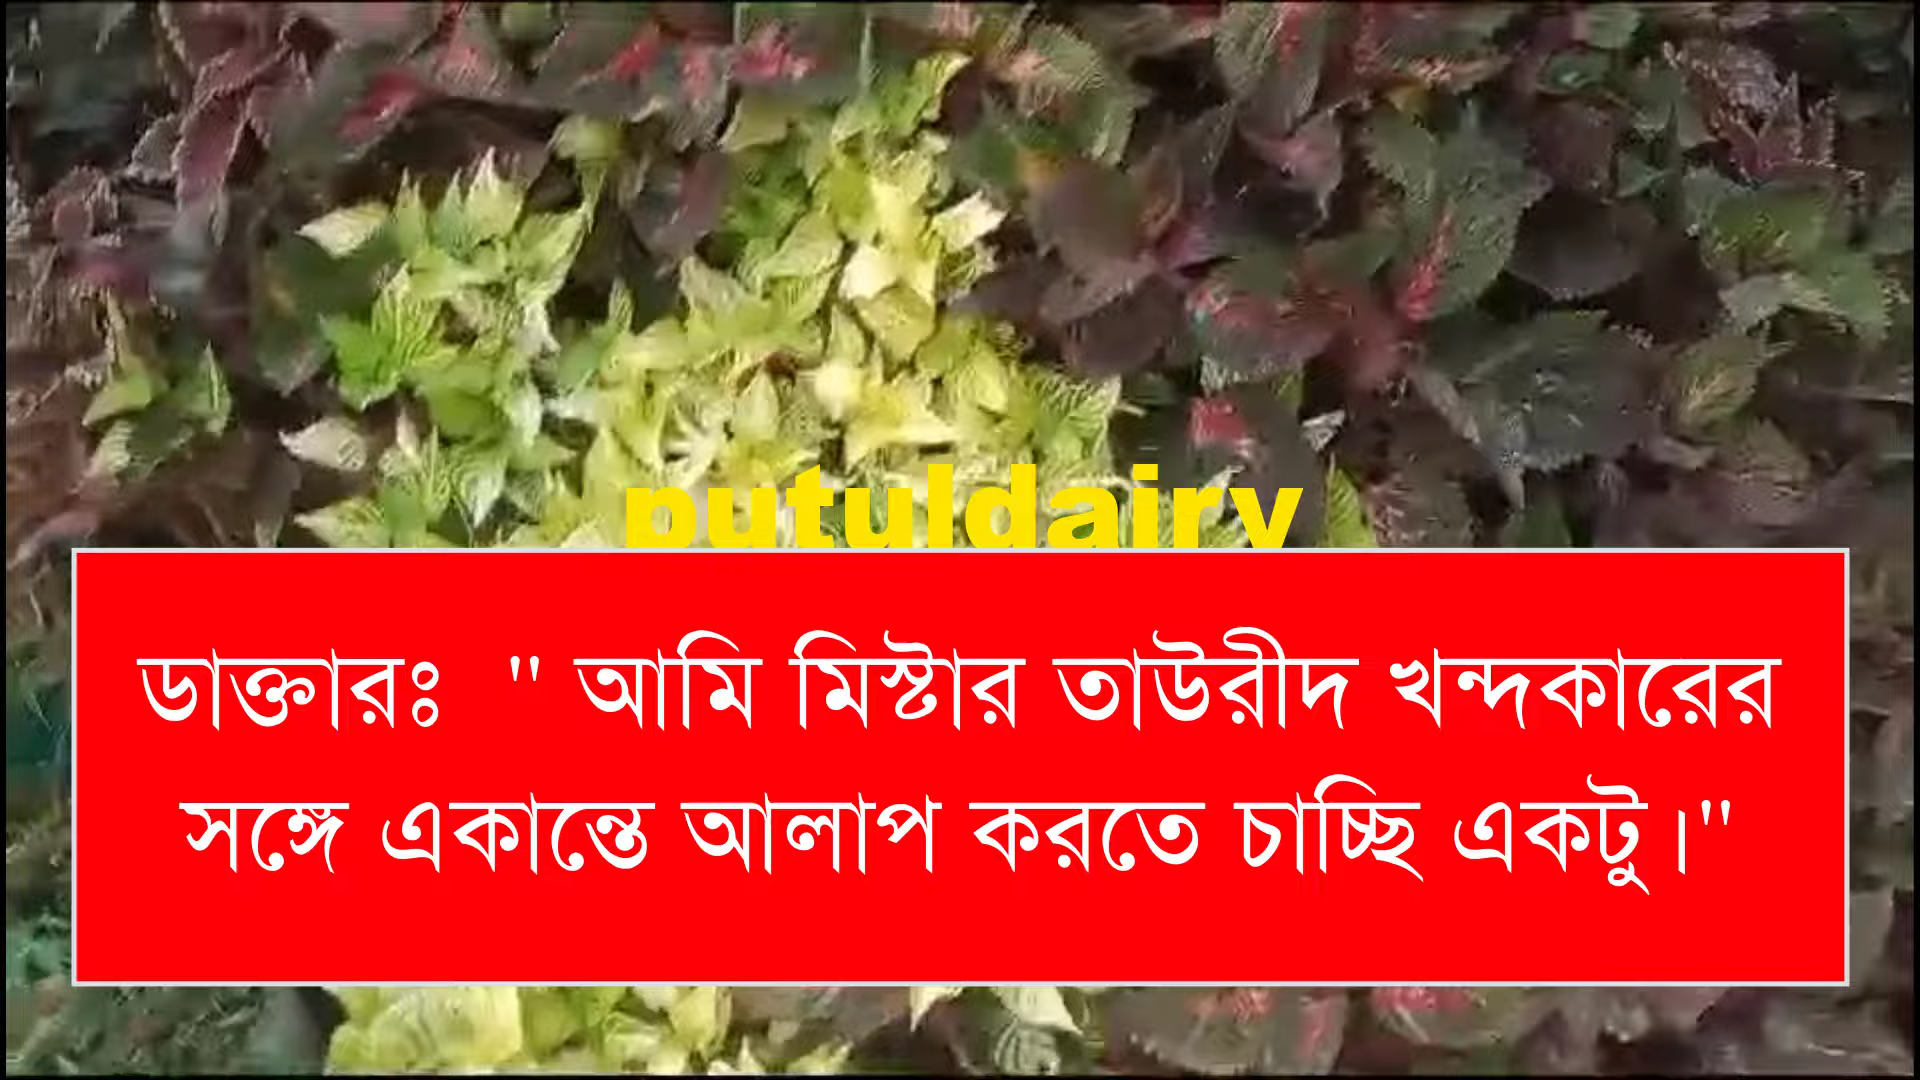 putuldairy
ডাক্তারঃ " আমি মিস্টার তাউরীদ খন্দকারের
সঙ্গে একান্তে আলাপ করতে চাচ্ছি একটু।"